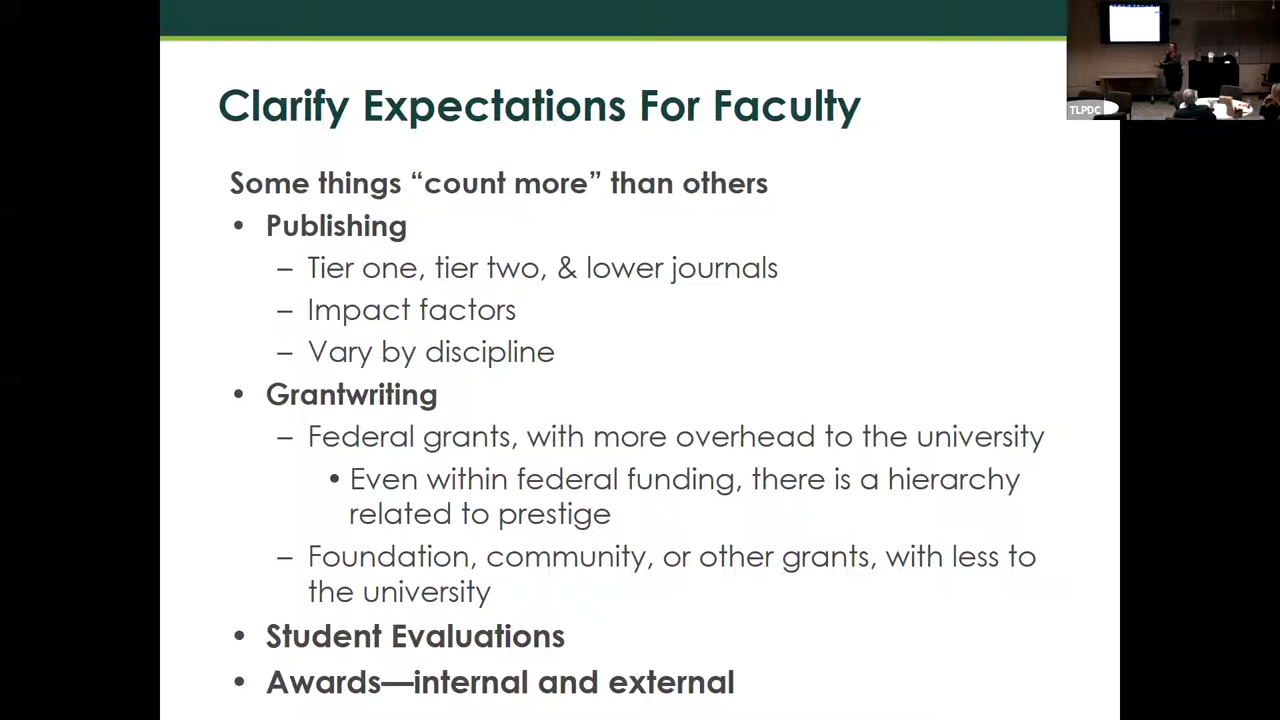 Clarify Expectations For Faculty
Some things “count more” than others
• Publishing
– Tier one, tier two, & lower journals
– Impact factors
– Vary by discipline
• Grantwriting
– Federal grants, with more overhead to the university
• Even within federal funding, there is a hierarchy
related to prestige
– Foundation, community, or other grants, with less to
the university
• Student Evaluations
• Awards—internal and external
TLPDC